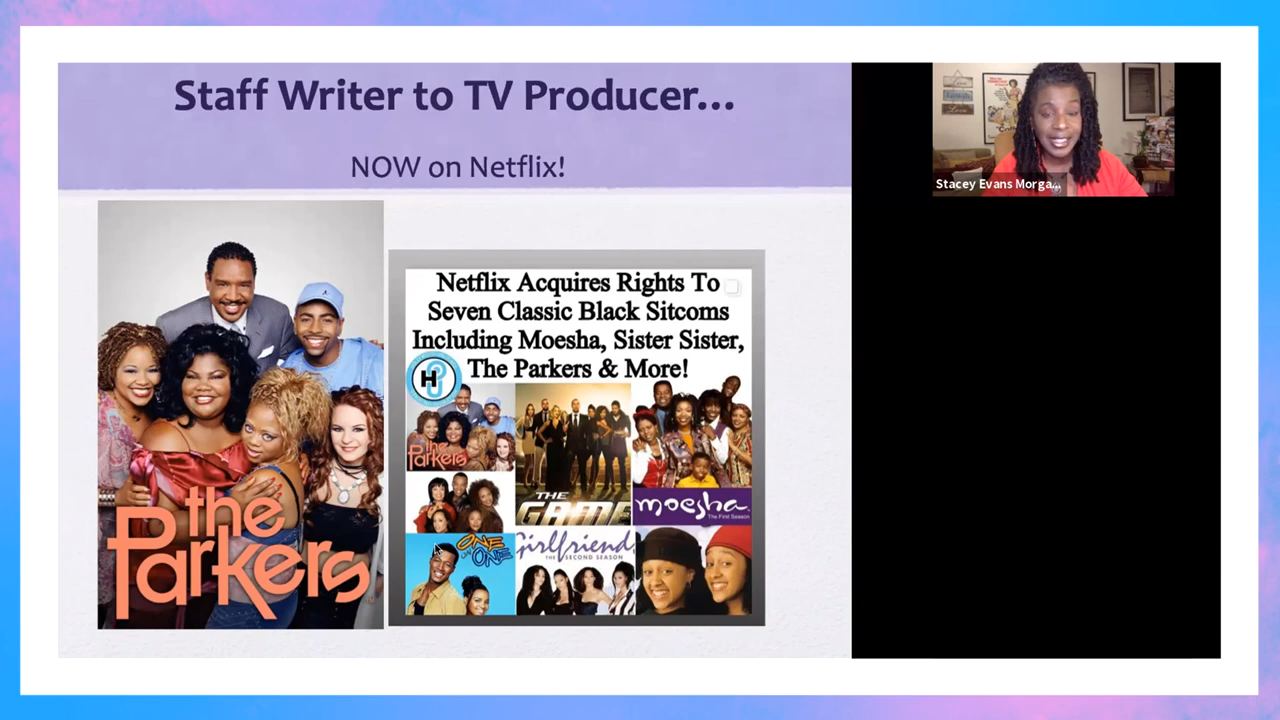 Staff Writer to TV Producer...
NOW on Netflix!
the
Parkers
Netflix Acquires Rights To
Seven Classic Black Sitcoms
Including Moesha, Sister Sister,
The Parkers & More!
H
the
Parkers
THE
GAME
moesha
The First Season
ONE
ON
ONE
Girlfriends
THE SECOND SEASON
Stacey Evans Morga...